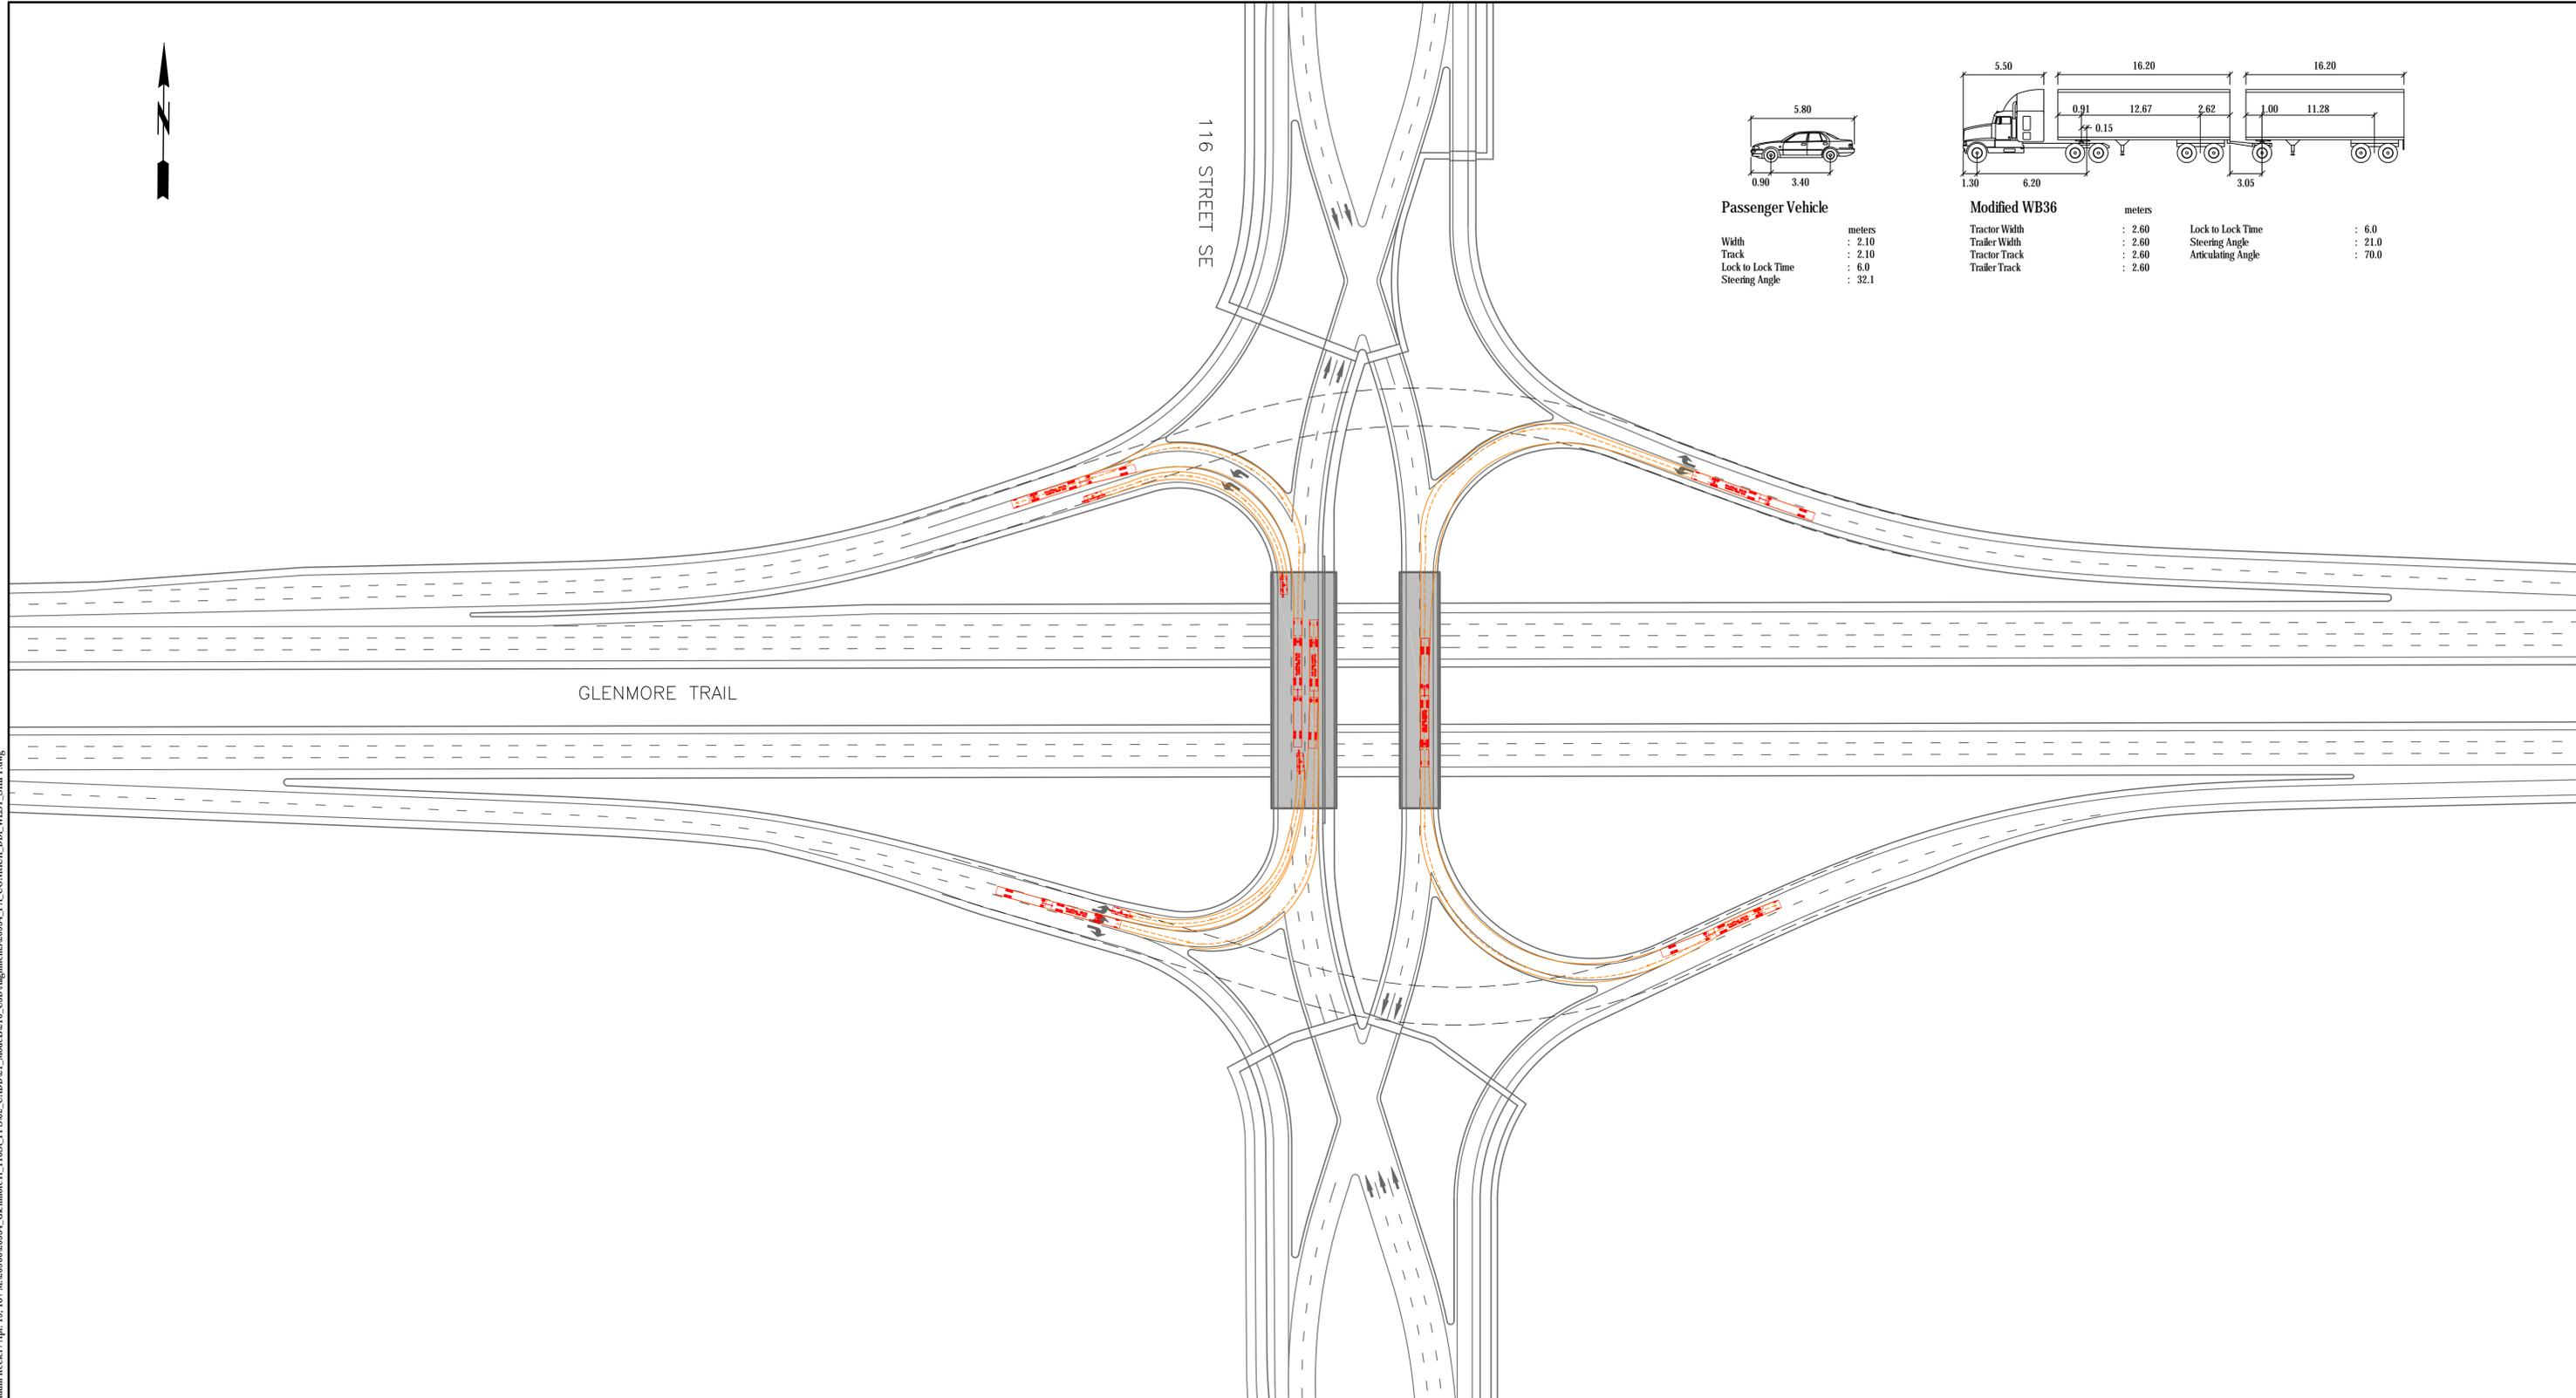 N
116 STREET SE
5.80
0.90 3.40
Passenger Vehicle
meters
Width : 2.10
Track : 2.10
Lock to Lock Time : 6.0
Steering Angle : 32.1
5.50 16.20 16.20
0.91 12.67 2.62 1.00 11.28
0.15
1.30 6.20 3.05
Modified WB36 meters
Tractor Width : 2.60 Lock to Lock Time : 6.0
Trailer Width : 2.60 Steering Angle : 21.0
Tractor Track : 2.60 Articulating Angle : 70.0
Trailer Track : 2.60
GLENMORE TRAIL